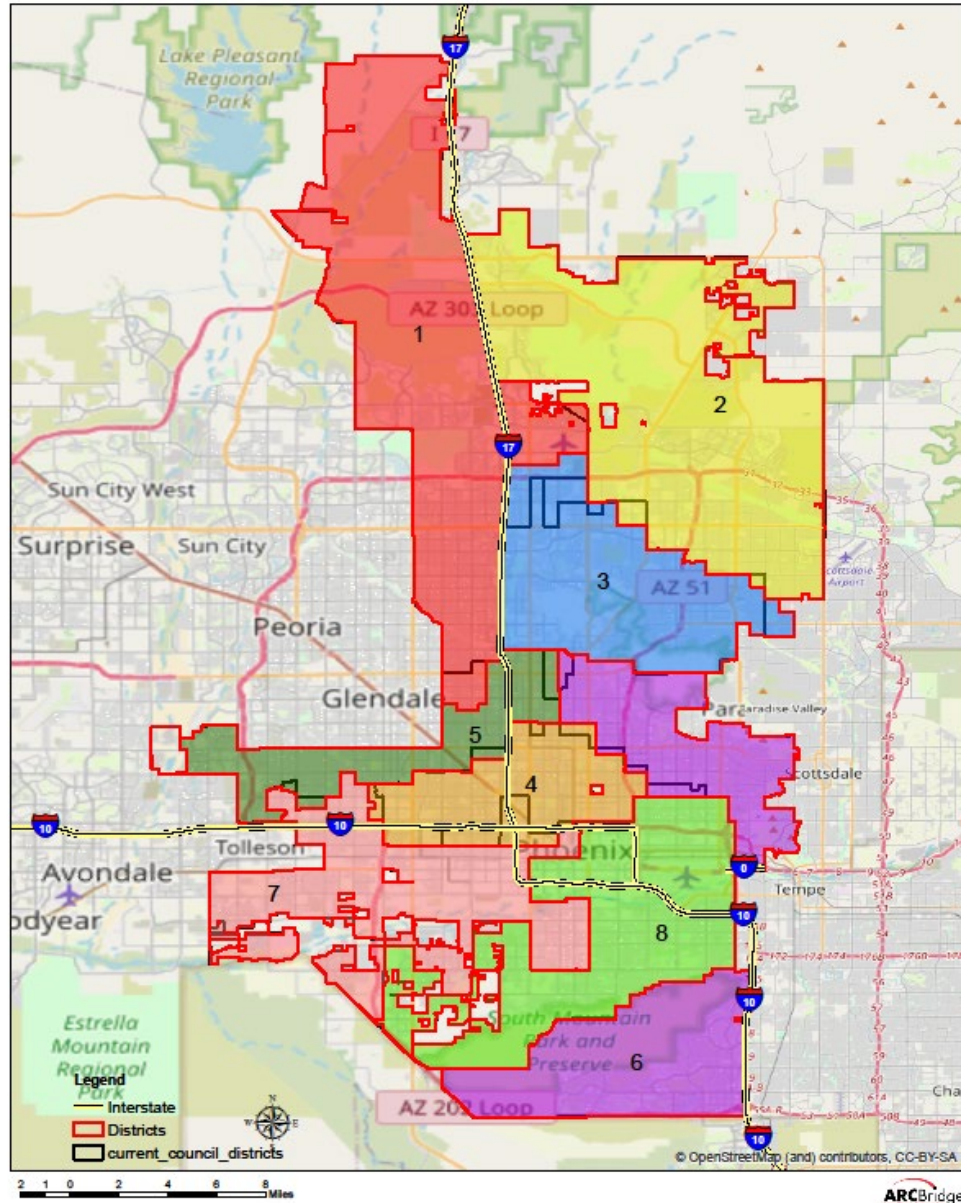 Lake Pleasant
Regional
Park
17
AZ 303 Loop
1
2
17
Sun City West
Surprise
Sun City
3
AZ 51
Scottsdale
Airport
Peoria
Glendale
Paradise Valley
5
4
Scottsdale
10
10
Tolleson
Phoenix
Avondale
Tempe
7
10
8
10
Estrella
Mountain
Regional
Park
South Mountain
Park and
Preserve
6
Legend
Interstate
Districts
current_council_districts
N
W E
S
AZ 202 Loop
10
© OpenStreetMap (and) contributors, CC-BY-SA
2 1 0 2 4 6 8
Miles
ARCBridge